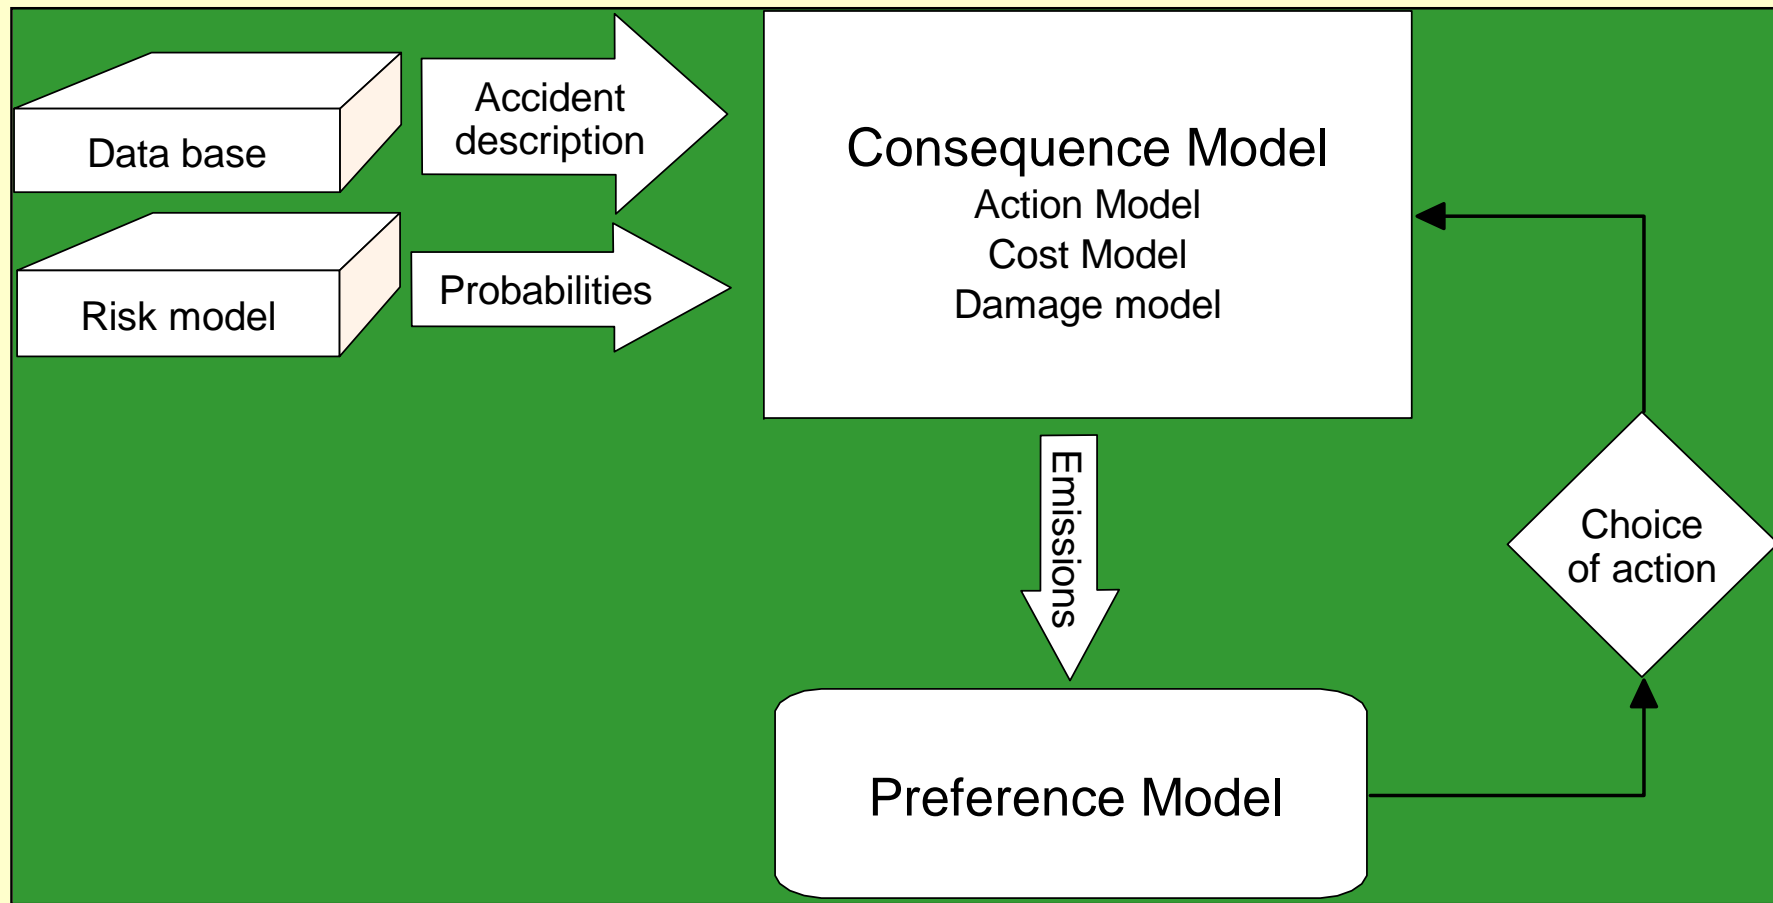 Data base
Accident
description
Risk model
Probabilities
Consequence Model
Action Model
Cost Model
Damage model
Emissions
Choice
of action
Preference Model